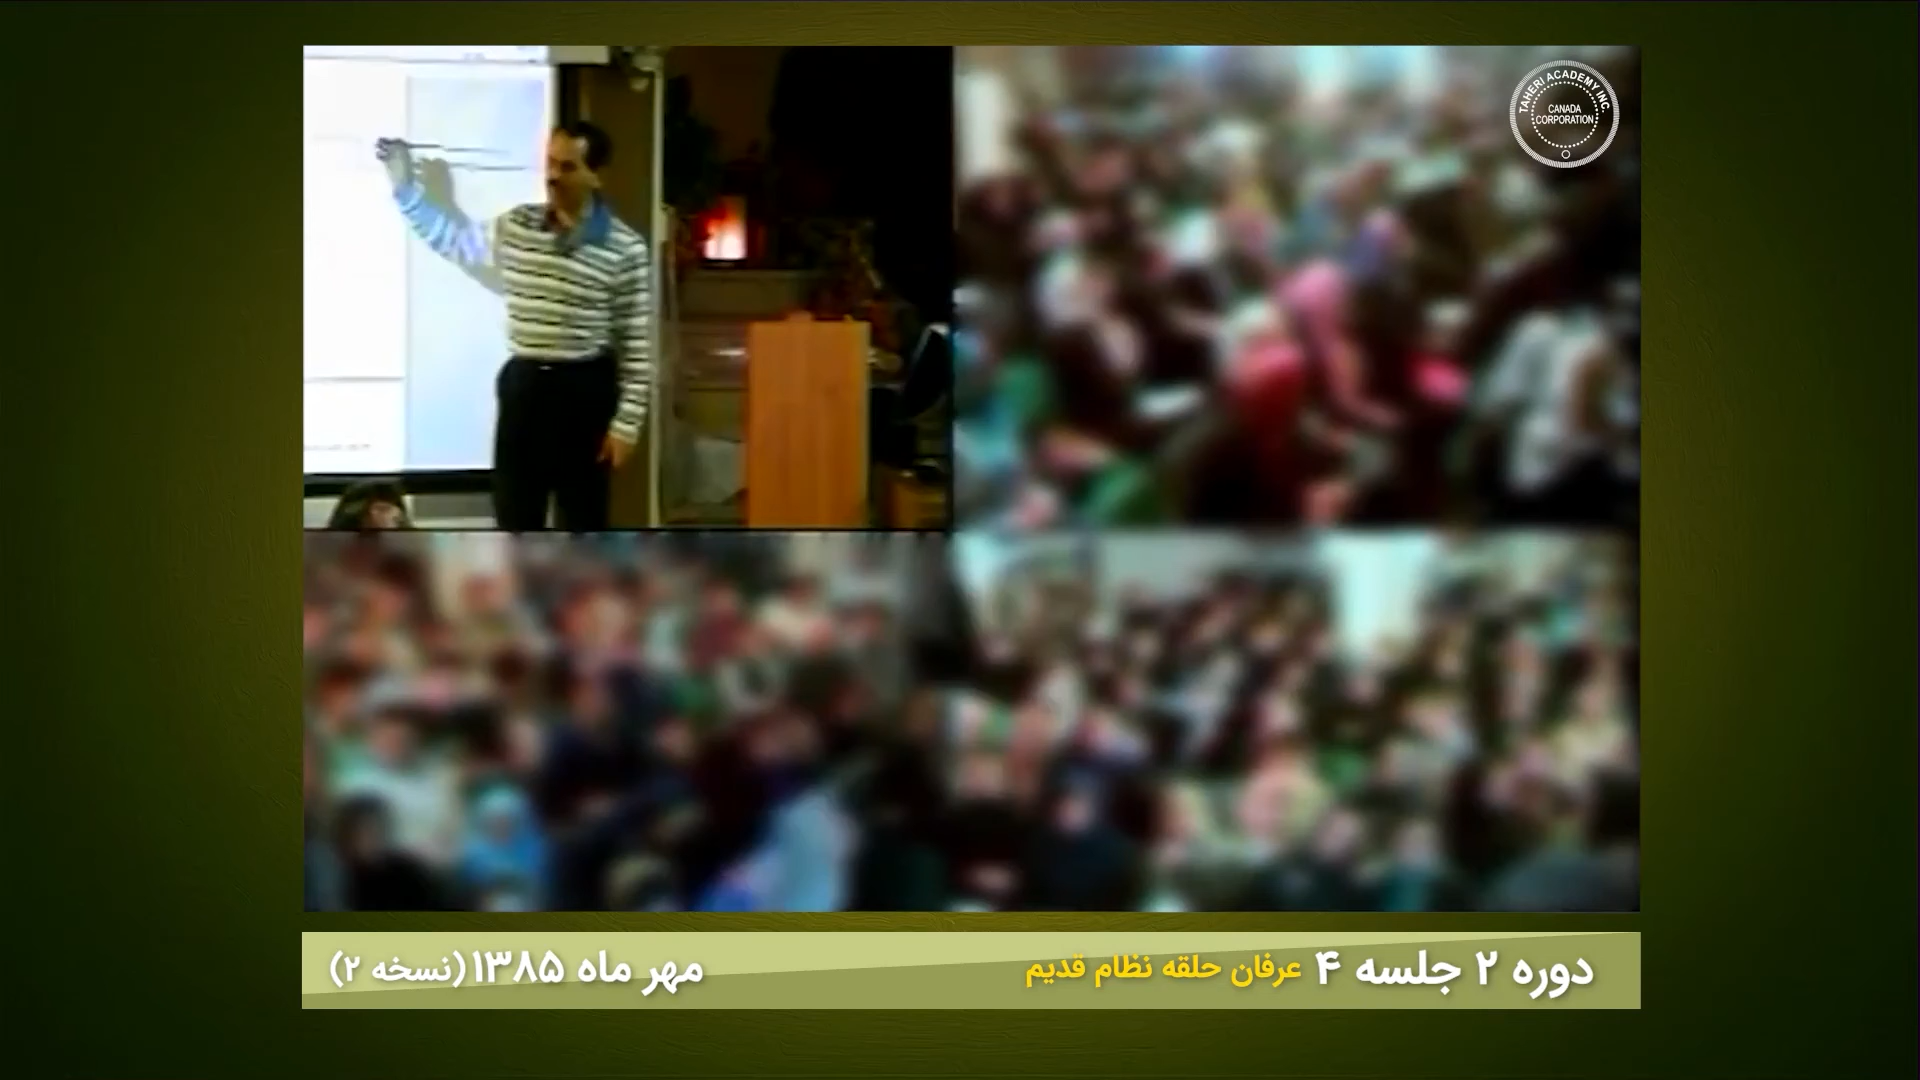 TAHERI ACADEMY INC.
CANADA
CORPORATION
دوره ۲ جلسه ۴ عرفان حلقه نظام قدیم
مهر ماه ۱۳۸۵ (نسخه ۲)